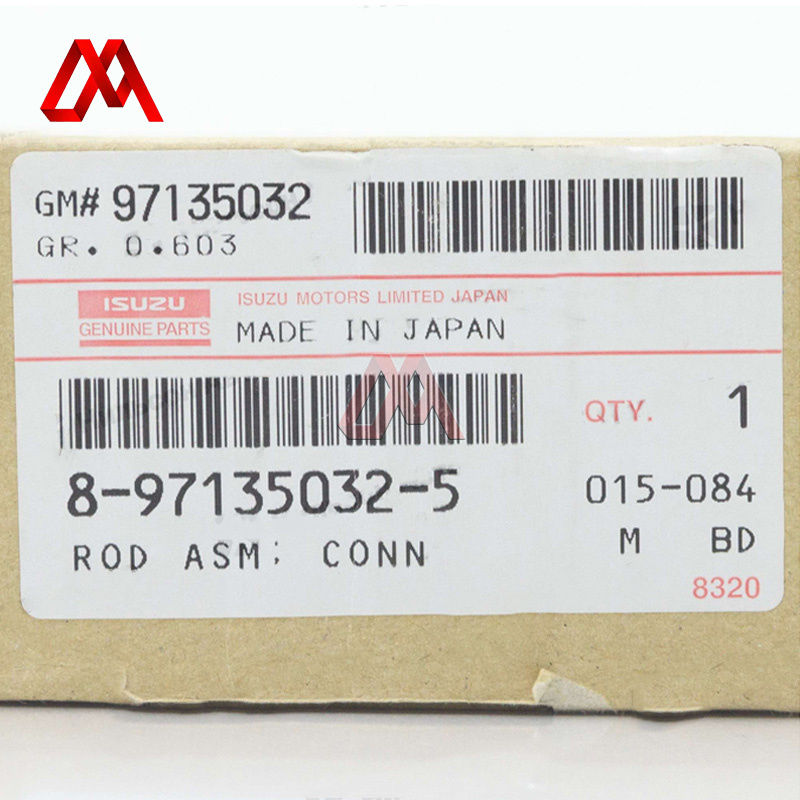 GM# 97135032
GR. 0.603
ISUZU
GENUINE PARTS
ISUZU MOTORS LIMITED JAPAN
MADE IN JAPAN
QTY. 1
8-97135032-5
015-084
ROD ASM; CONN
M BD
8320